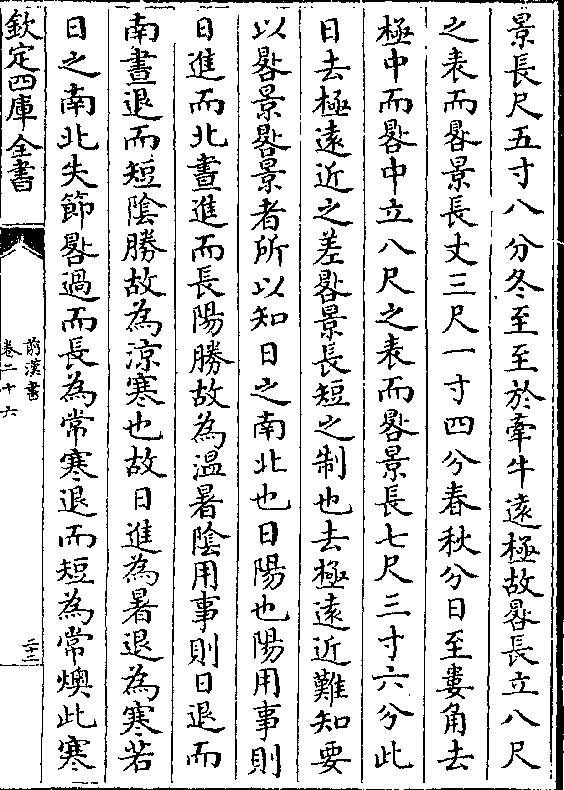 景長尺五寸八分冬至至於牽牛遠極故晷長立八尺
之表而晷景長丈三尺一寸四分春秋分日至婁角去
極中而晷中立八尺之表而晷景長七尺三寸六分此
日去極遠近之差晷景長短之制也去極遠近難知要
以晷景晷景者所以知日之南北也日陽也陽用事則
日進而北晝進而長陽勝故為溫暑陰用事則日退而
南晝退而短陰勝故為涼寒也故日進為暑退為寒若
日之南北失節晷過而長為常寒退而短為常燠此寒
欽定四庫全書
前漢書
卷二十六
二十三